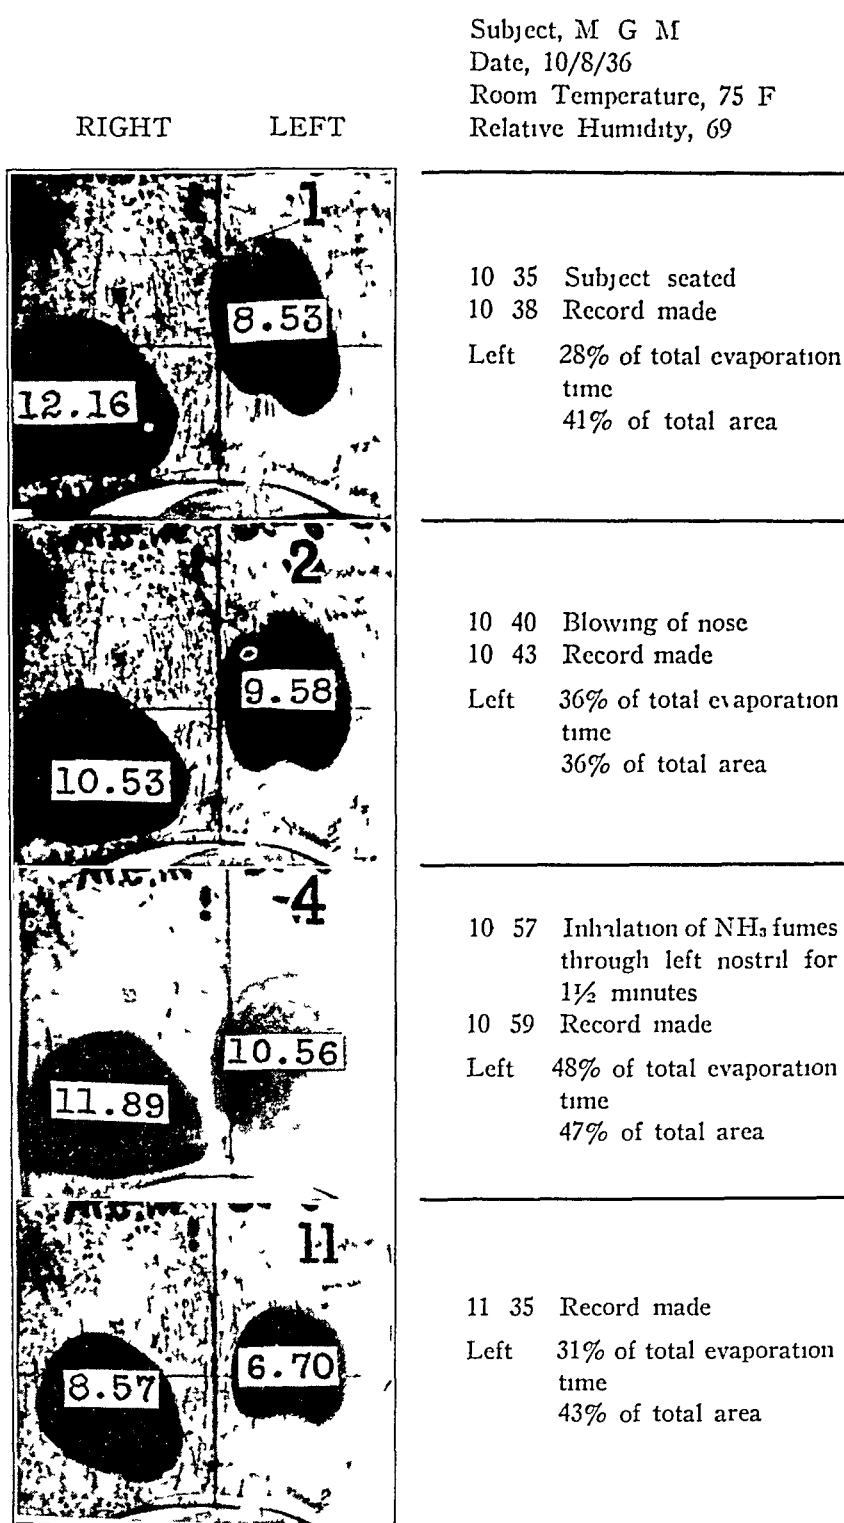 Subject, M G M
Date, 10/8/36
Room Temperature, 75 F
Relative Humidity, 69
RIGHT LEFT
1
8.53
12.16
10 35 Subject seated
10 38 Record made
Left 28% of total evaporation
time
41% of total area
2
9.58
10.53
10 40 Blowing of nose
10 43 Record made
Left 36% of total evaporation
time
36% of total area
4
10.56
11.89
10 57 Inhalation of NH₃ fumes
through left nostril for
1½ minutes
10 59 Record made
Left 48% of total evaporation
time
47% of total area
11
6.70
8.57
11 35 Record made
Left 31% of total evaporation
time
43% of total area